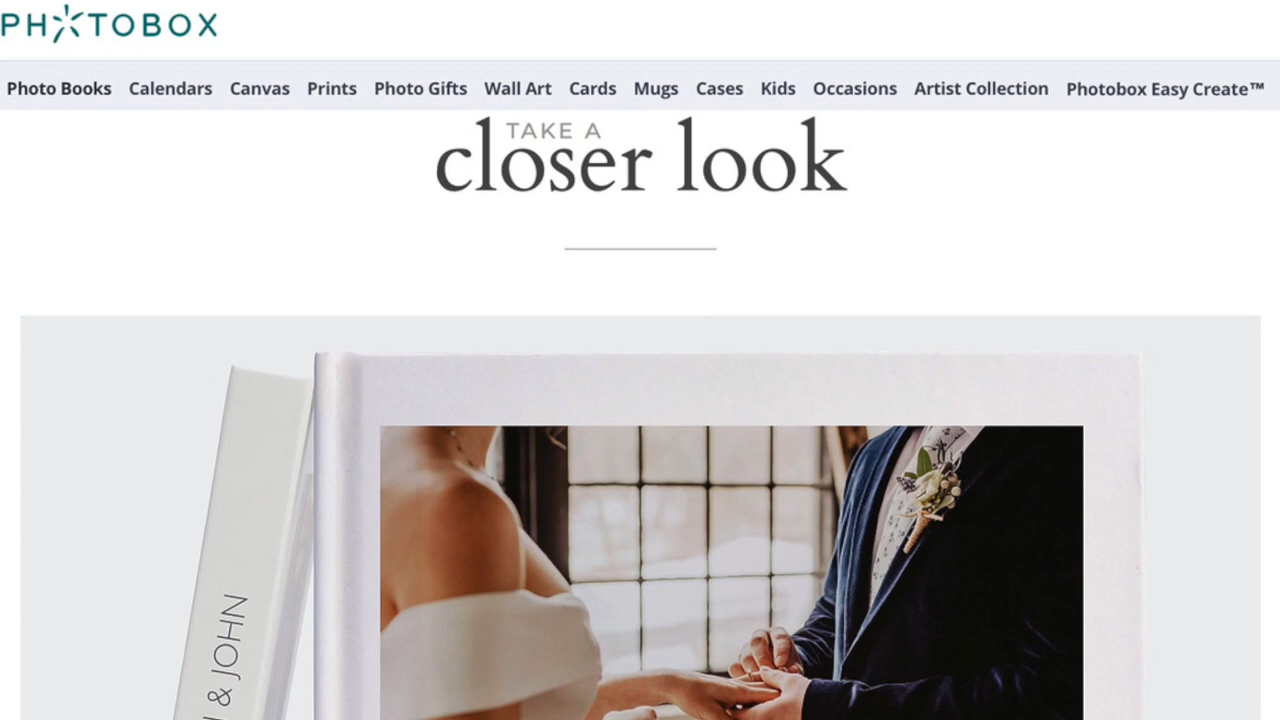 PHOTOBOX
Photo Books Calendars Canvas Prints Photo Gifts Wall Art Cards Mugs Cases Kids Occasions Artist Collection Photobox Easy Create™
TAKE A
closer look
& JOHN